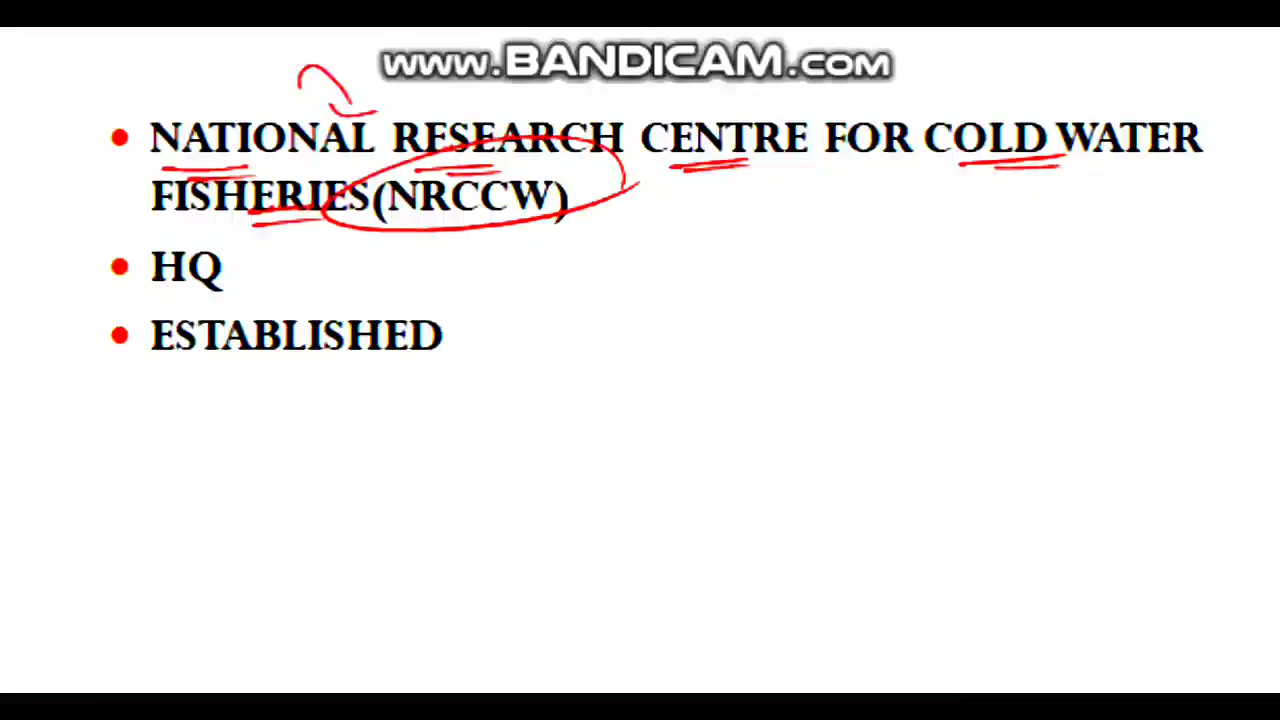 www.BANDICAM.com
• NATIONAL RESEARCH CENTRE FOR COLD WATER
FISHERIES(NRCCW)
• HQ
• ESTABLISHED